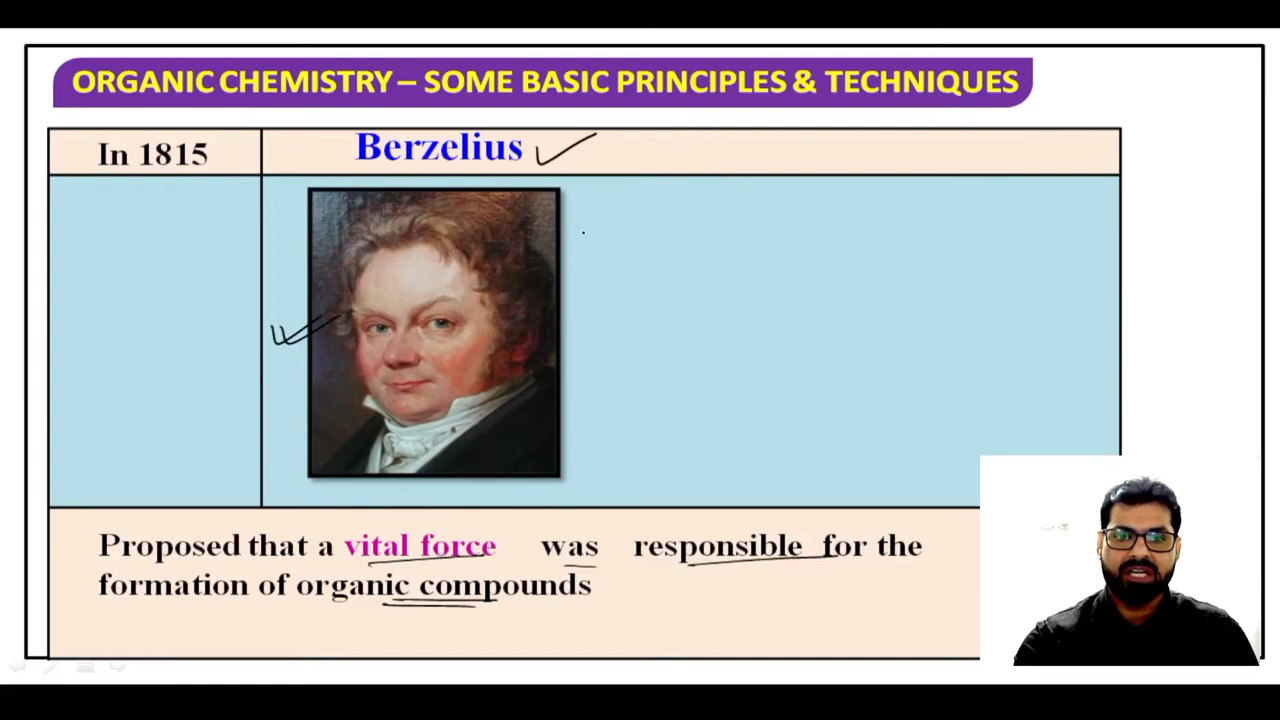 ORGANIC CHEMISTRY – SOME BASIC PRINCIPLES & TECHNIQUES
In 1815
Berzelius
Proposed that a vital force was responsible for the
formation of organic compounds